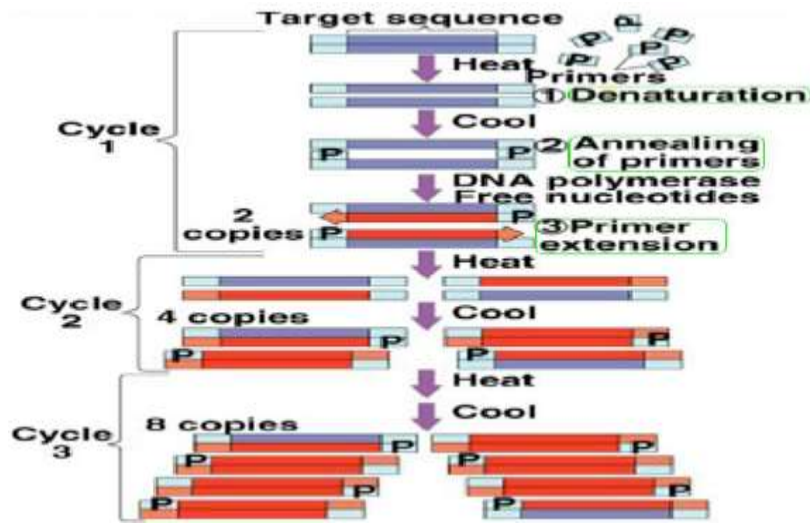 Target sequence
P P P P P P
Heat
Primers
① Denaturation
Cycle
1
Cool
P P
② Annealing
of primers
DNA polymerase
Free nucleotides
2
copies
P
P
③ Primer
extension
Heat
Cycle
2
4 copies
Cool
P P
P P
Heat
Cool
Cycle
3
8 copies
P P
P P
P P
P P